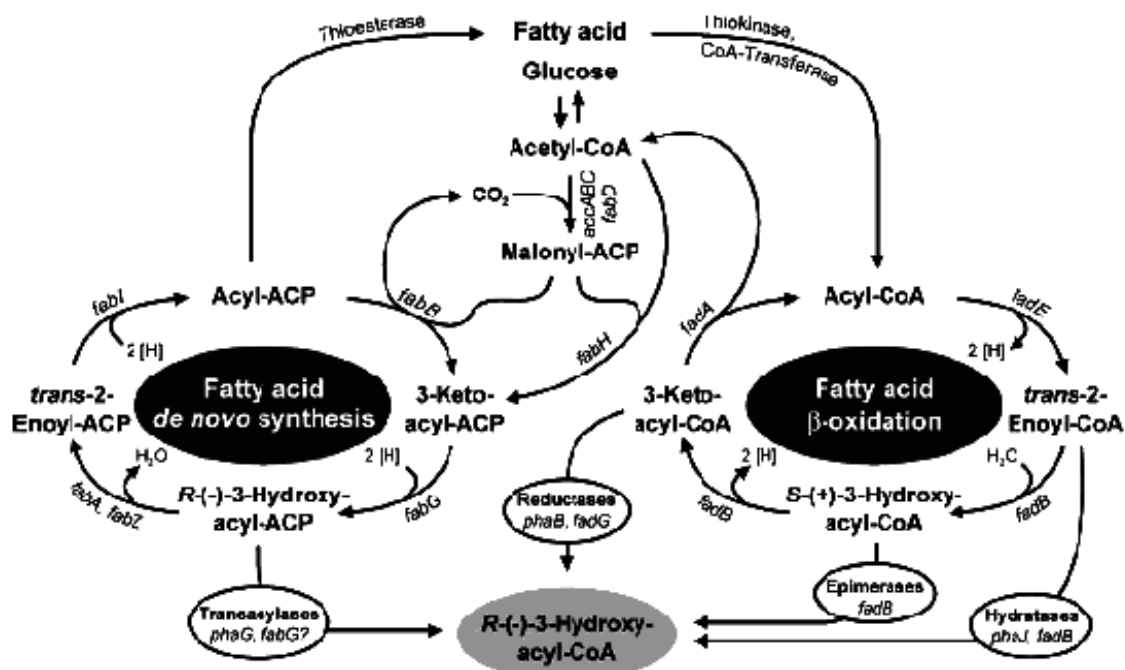 Thioesterase
Fatty acid
Thiokinase,
CoA-Transferase
Glucose
Acetyl-CoA
CO₂
accABC
fabD
Malonyl-ACP
fabI
Acyl-ACP
fabB
fabH
fadA
Acyl-CoA
fadE
2 [H]
2 [H]
trans-2-
Enoyl-ACP
Fatty acid
de novo synthesis
3-Keto-
acyl-ACP
3-Keto-
acyl-CoA
Fatty acid
β-oxidation
trans-2-
Enoyl-CoA
H₂O
2 [H]
2 [H]
H₂C
fabA, fabZ
R-(-)-3-Hydroxy-
acyl-ACP
fabG
Reductases
phaB, fadG
fadB
S-(+)-3-Hydroxy-
acyl-CoA
fadB
Transacylases
phaG, fabG?
R-(-)-3-Hydroxy-
acyl-CoA
Epimerases
fadB
Hydratases
phaJ, fadB